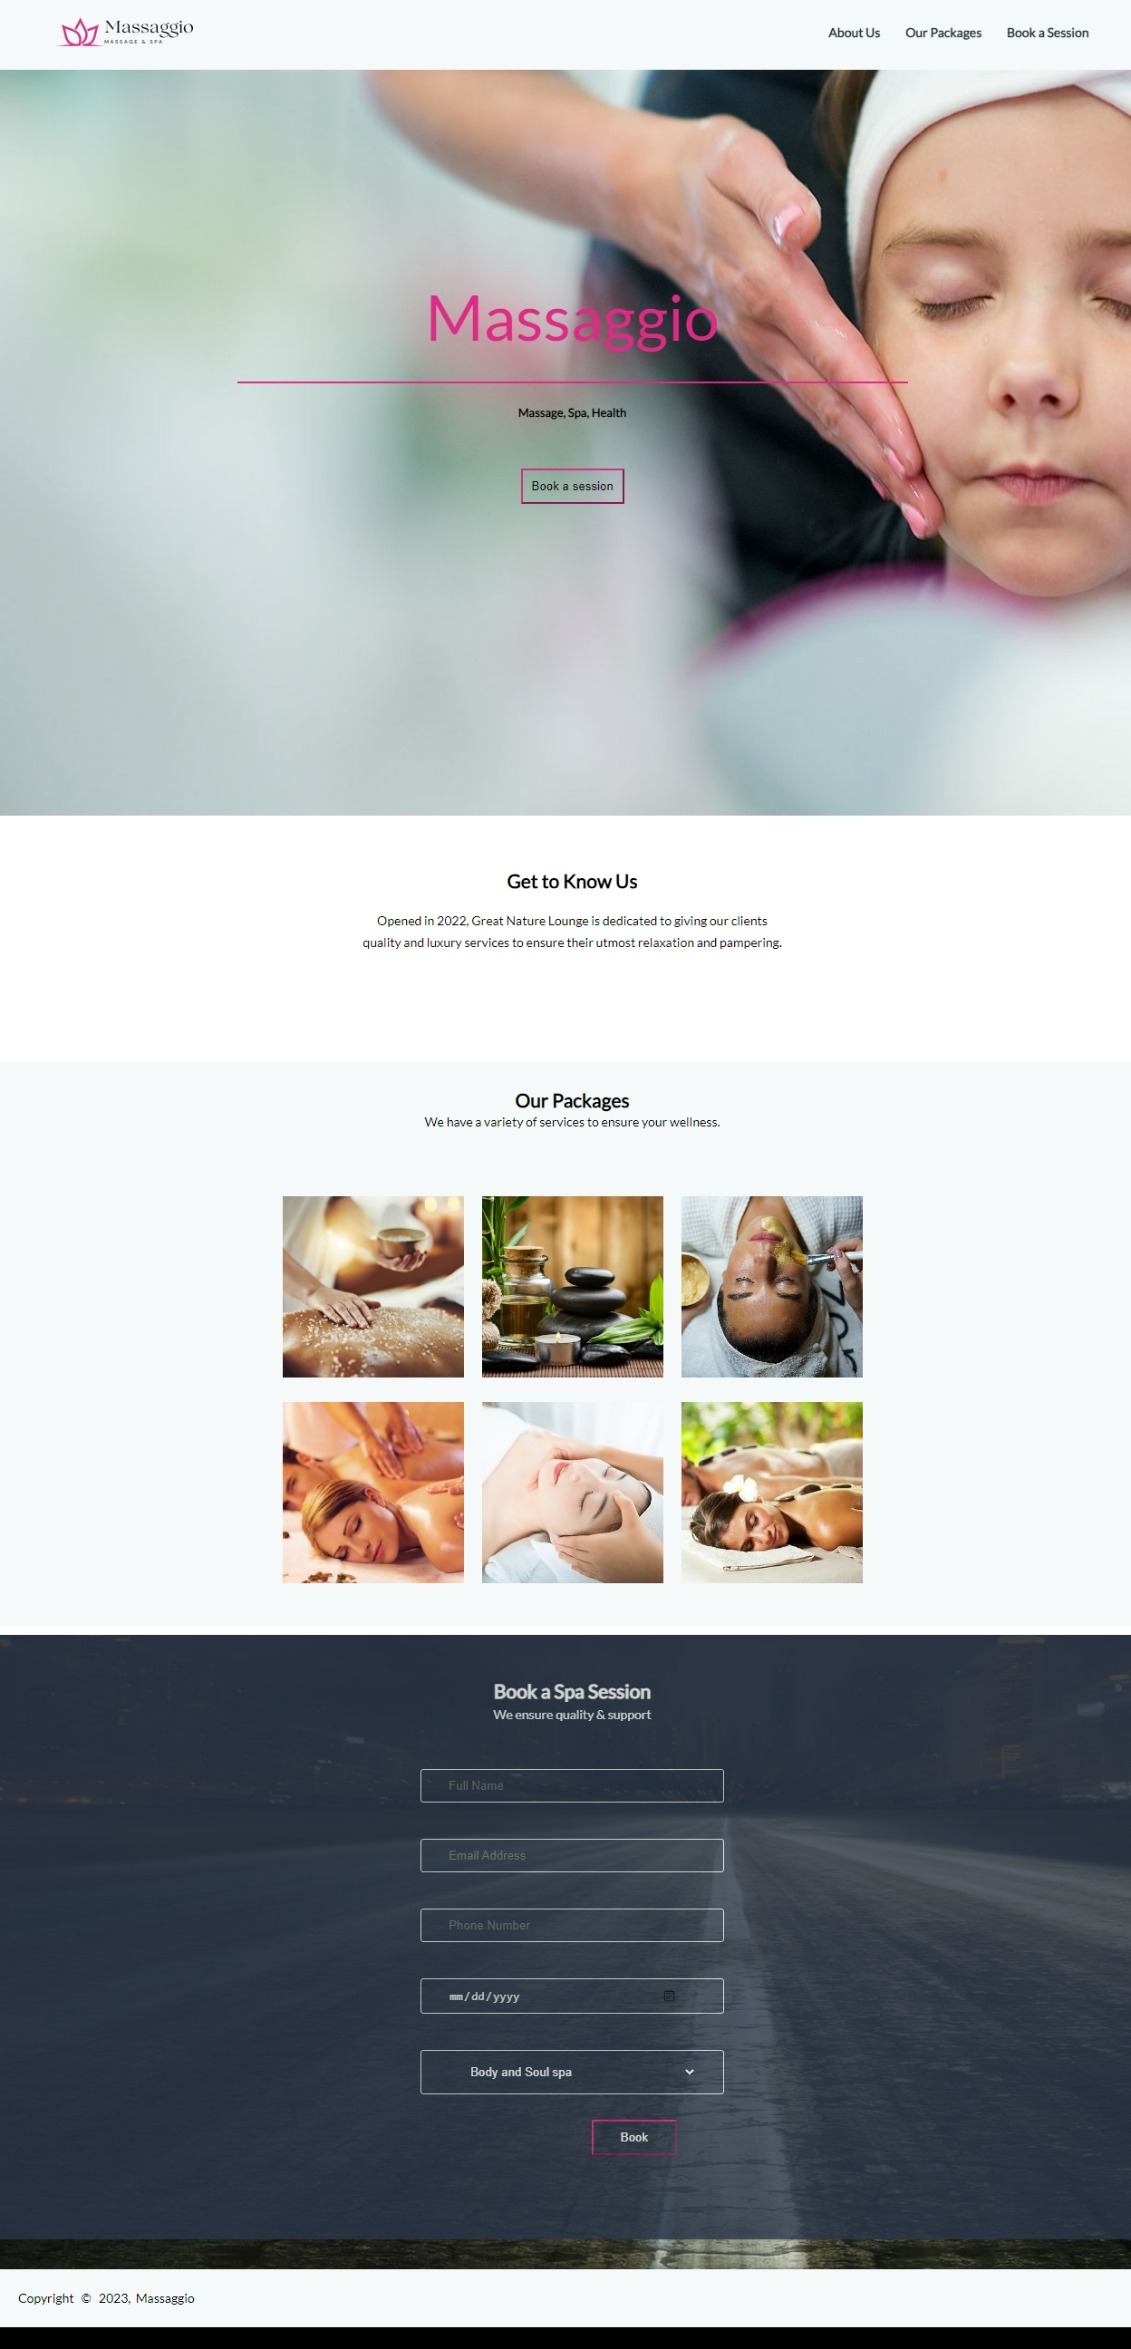 Massaggio
MASSAGE & SPA
About Us
Our Packages
Book a Session
Massaggio
Massage, Spa, Health
Book a session
Get to Know Us
Opened in 2022, Great Nature Lounge is dedicated to giving our clients
quality and luxury services to ensure their utmost relaxation and pampering.
Our Packages
We have a variety of services to ensure your wellness.
Book a Spa Session
We ensure quality & support
Full Name
Email Address
Phone Number
mm/dd/yyyy
Body and Soul spa
Book
Copyright © 2023, Massaggio